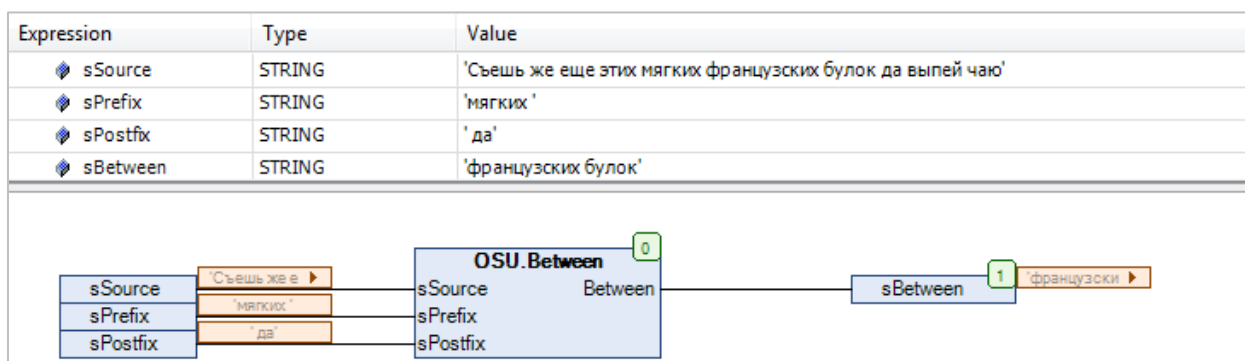 Expression Type Value
sSource STRING 'Съешь же еще этих мягких французских булок да выпей чаю'
sPrefix STRING 'мягких '
sPostfix STRING ' да'
sBetween STRING 'французских булок'
0
OSU.Between
sSource 'Съешь же е sSource Between sBetween 1 'французски
sPrefix 'мягких ' sPrefix
sPostfix ' да' sPostfix